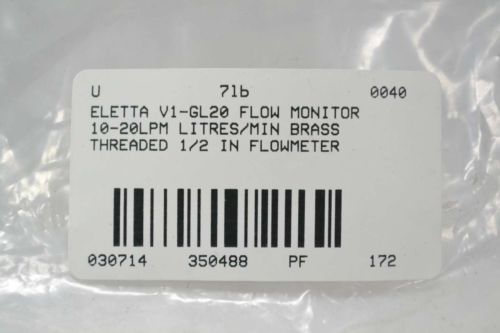 U 7lb 0040
ELETTA V1-GL20 FLOW MONITOR
10-20LPM LITRES/MIN BRASS
THREADED 1/2 IN FLOWMETER
030714 350488 PF 172